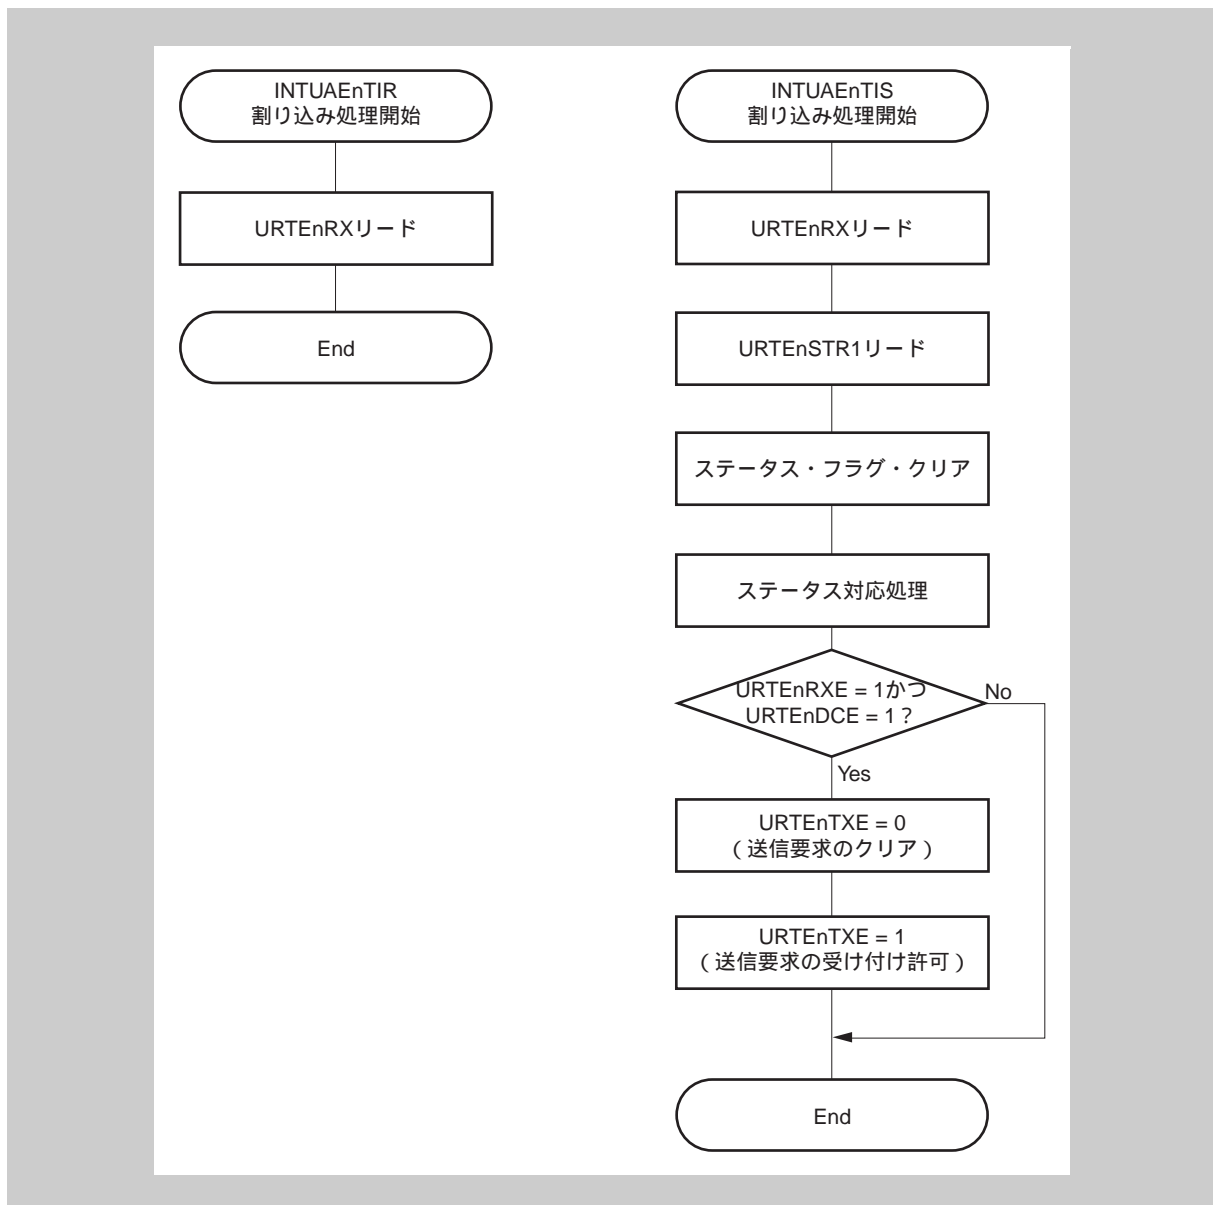 INTUAEnTIR
割り込み処理開始
URTEnRXリード
End
INTUAEnTIS
割り込み処理開始
URTEnRXリード
URTEnSTR1リード
ステータス・フラグ・クリア
ステータス対応処理
URTEnRXE = 1かつ
URTEnDCE = 1？
No
Yes
URTEnTXE = 0
（送信要求のクリア）
URTEnTXE = 1
（送信要求の受け付け許可）
End